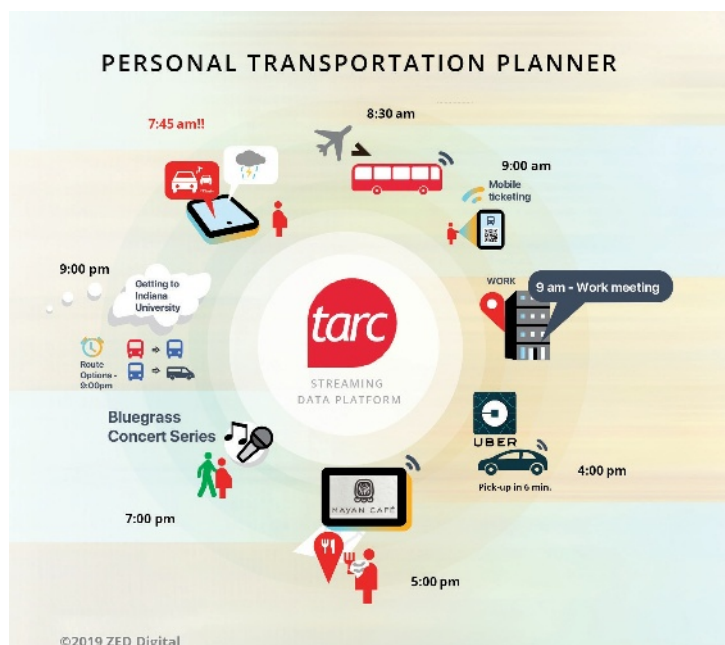 PERSONAL TRANSPORTATION PLANNER
7:45 am!!
8:30 am
9:00 am
Mobile
ticketing
WORK
9 am - Work meeting
UBER
Pick-up in 6 min.
4:00 pm
MAYAN CAFÉ
5:00 pm
Bluegrass
Concert Series
7:00 pm
9:00 pm
Getting to
Indiana
University
Route
Options -
9:00pm
tarc
STREAMING
DATA PLATFORM
©2019 ZED Digital